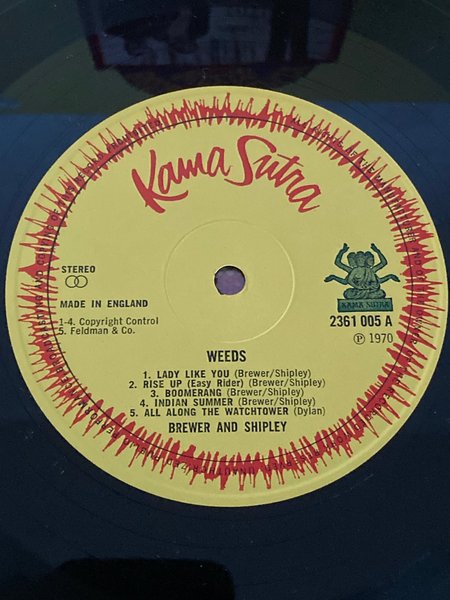 Kama Sutra
STEREO
MADE IN ENGLAND
1-4. Copyright Control
5. Feldman & Co.
KAMA SUTRA
2361 005 A
Ⓟ 1970
WEEDS
1. LADY LIKE YOU (Brewer/Shipley)
2. RISE UP (Easy Rider) (Brewer/Shipley)
3. BOOMERANG (Brewer/Shipley)
4. INDIAN SUMMER (Brewer/Shipley)
5. ALL ALONG THE WATCHTOWER (Dylan)
BREWER AND SHIPLEY